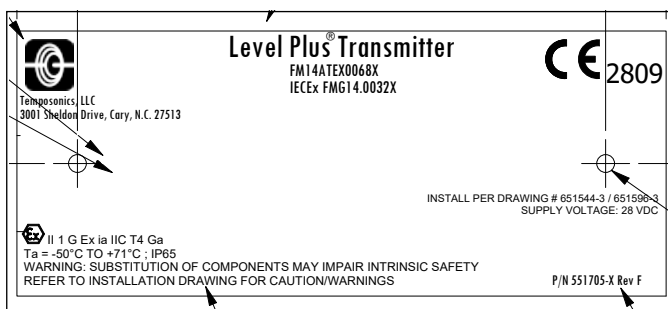 Level Plus® Transmitter
FM14ATEX0068X
IECEx FMG14.0032X
CE 2809
Temposonics, LLC
3001 Sheldon Drive, Cary, N.C. 27513
INSTALL PER DRAWING # 651544-3 / 651596-3
SUPPLY VOLTAGE: 28 VDC
Ex II 1 G Ex ia IIC T4 Ga
Ta = -50°C TO +71°C ; IP65
WARNING: SUBSTITUTION OF COMPONENTS MAY IMPAIR INTRINSIC SAFETY
REFER TO INSTALLATION DRAWING FOR CAUTION/WARNINGS
P/N 551705-X Rev F